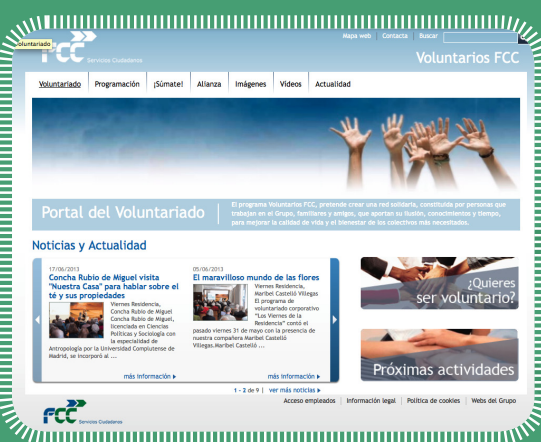 Mapa web | Contacta | Buscar
voluntariado
FCC
Servicios Ciudadanos
Voluntarios FCC
Voluntariado Programación ¡Súmate! Alianza Imágenes Videos Actualidad
Portal del Voluntariado
El programa Voluntarios FCC, pretende crear una red solidaria, constituida por personas que
trabajan en el Grupo, familiares y amigos, que aportan su ilusión, conocimientos y tiempo,
para mejorar la calidad de vida y el bienestar de los colectivos más necesitados.
Noticias y Actualidad
17/06/2013
Concha Rubio de Miguel visita
"Nuestra Casa" para hablar sobre el
té y sus propiedades
Viernes Residencia,
Concha Rubio de Miguel
Concha Rubio de Miguel,
licenciada en Ciencias
Políticas y Sociología con
la especialidad de
Antropología por la Universidad Complutense de
Madrid, se incorporó al ...
más información
05/06/2013
El maravilloso mundo de las flores
Viernes Residencia,
Maribel Castelló Villegas
El programa de
voluntariado corporativo
"Los Viernes de la
Residencia" contó el
pasado viernes 31 de mayo con la presencia de
nuestra compañera Maribel Castelló
Villegas.Maribel Castelló ...
más información
1 - 2 de 9 | ver más noticias
¿Quieres
ser voluntario?
Próximas actividades
Acceso empleados | Información legal | Política de cookies | Webs del Grupo
FCC
Servicios Ciudadanos